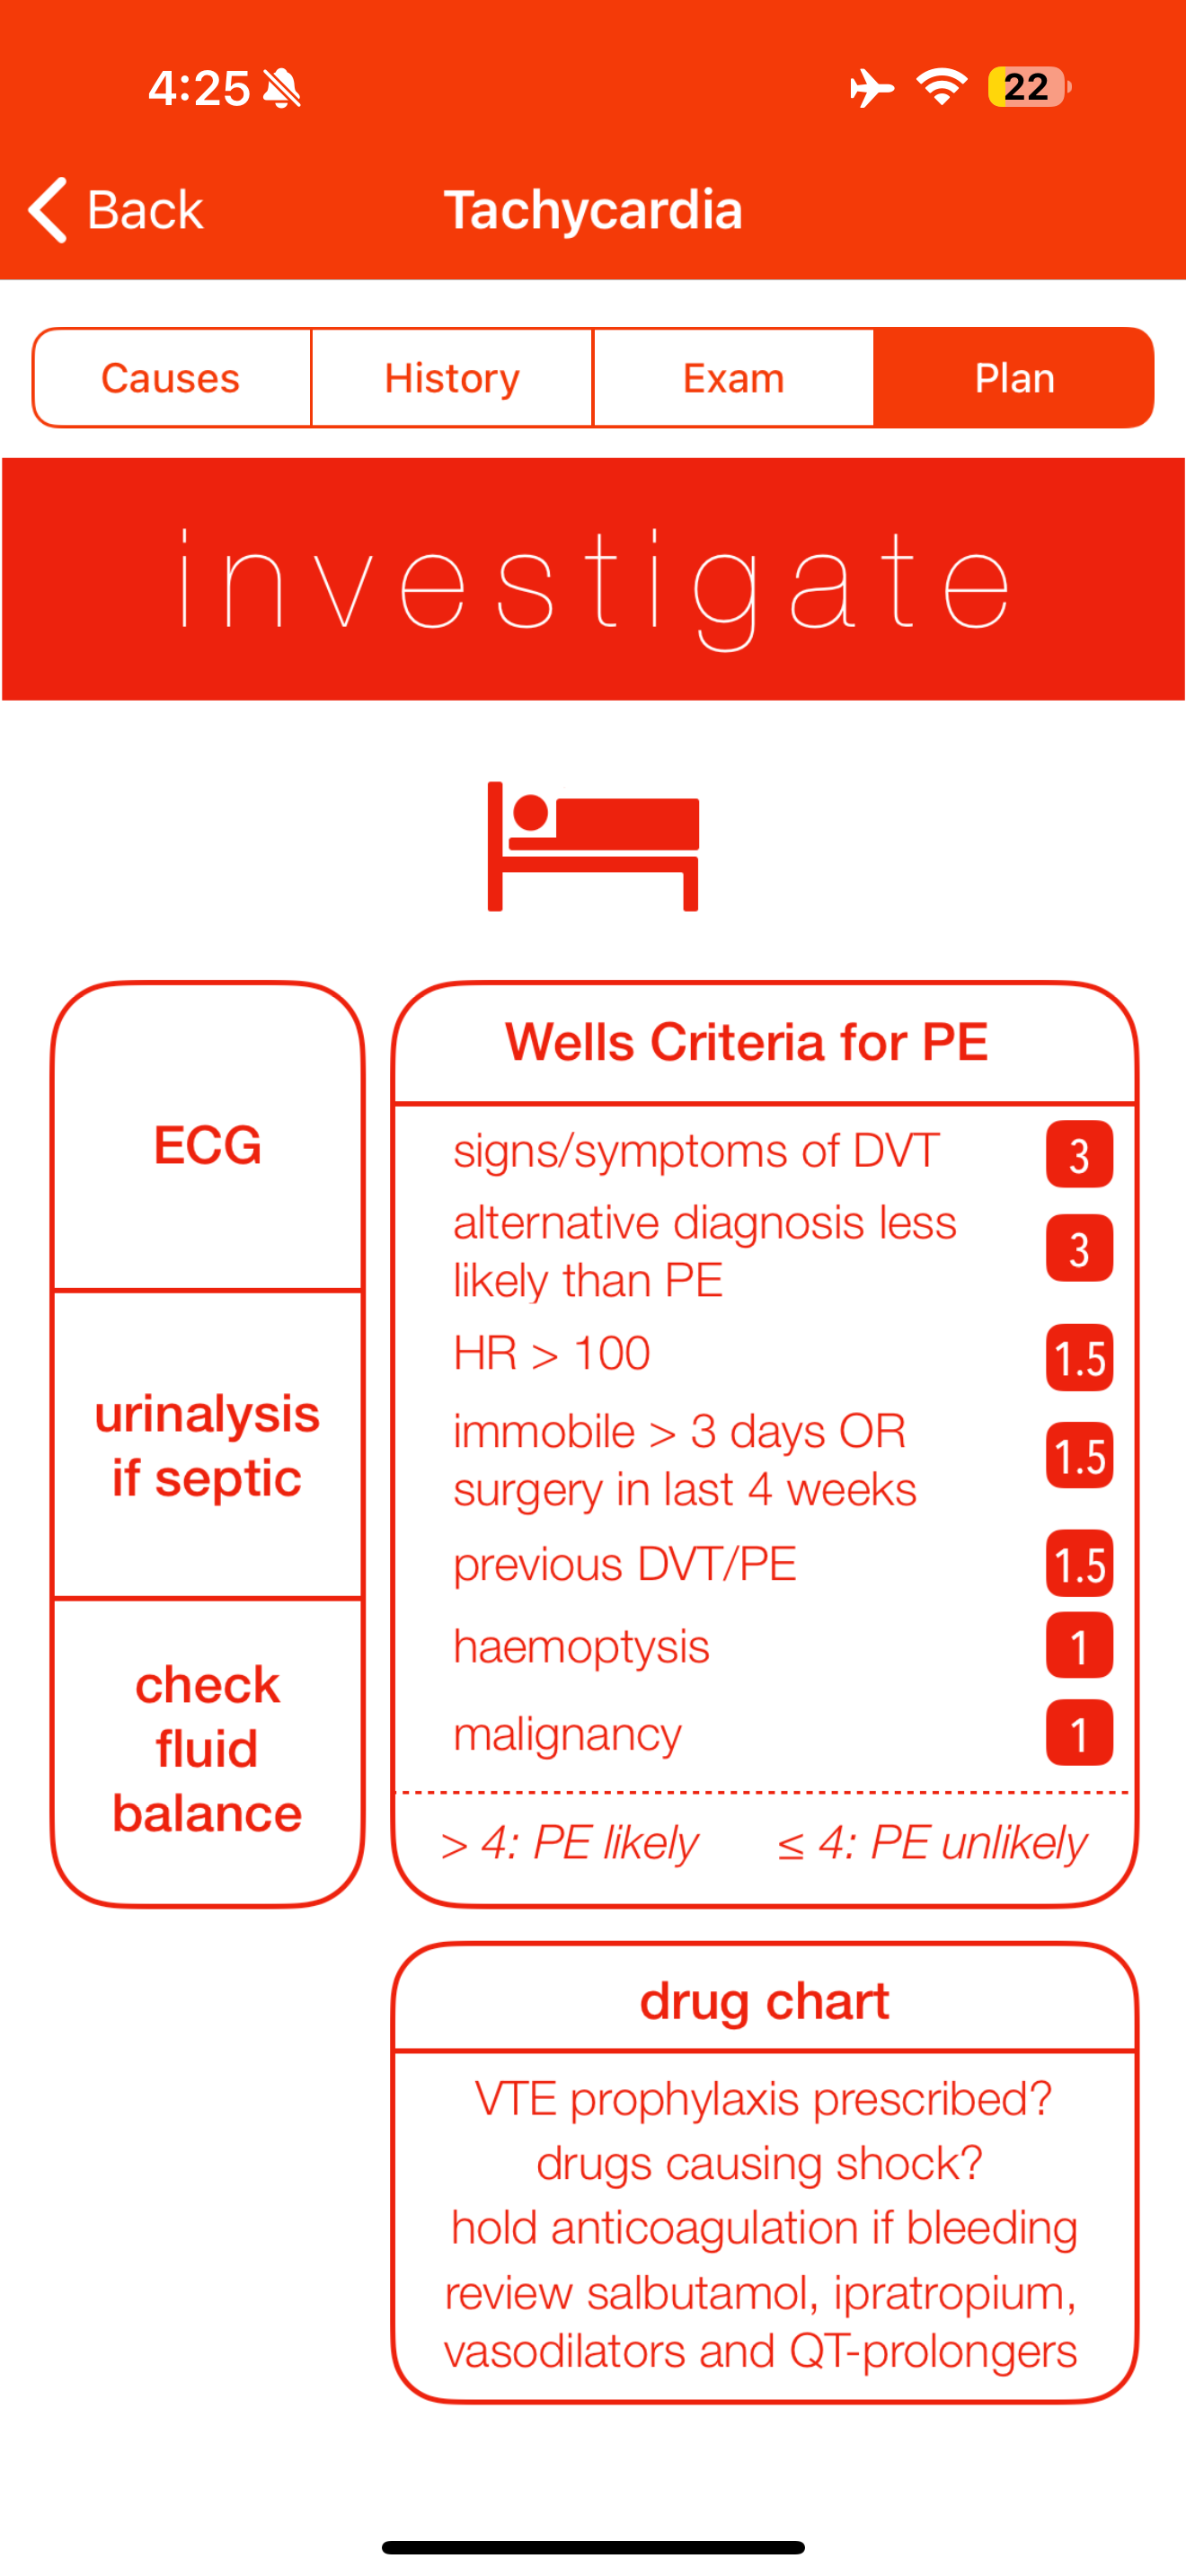 4:25
22
Back
Tachycardia
Causes
History
Exam
Plan
investigate
ECG
urinalysis
if septic
check
fluid
balance
Wells Criteria for PE
signs/symptoms of DVT 3
alternative diagnosis less
likely than PE 3
HR > 100 1.5
immobile > 3 days OR
surgery in last 4 weeks 1.5
previous DVT/PE 1.5
haemoptysis 1
malignancy 1
> 4: PE likely ≤ 4: PE unlikely
drug chart
VTE prophylaxis prescribed?
drugs causing shock?
hold anticoagulation if bleeding
review salbutamol, ipratropium,
vasodilators and QT-prolongers